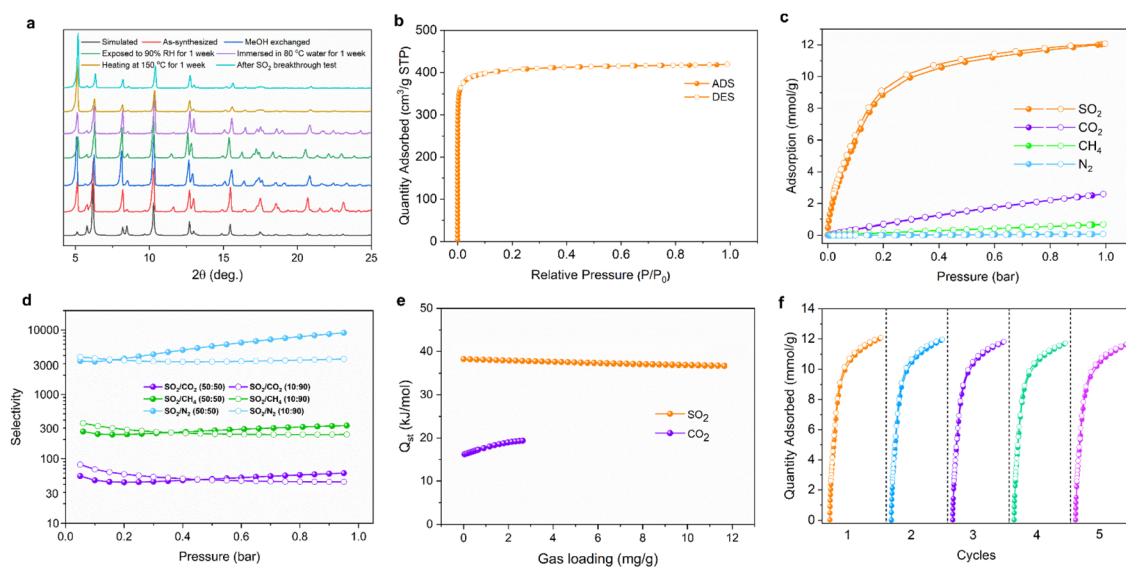 a
Simulated As-synthesized MeOH exchanged
Exposed to 90% RH for 1 week Immersed in 80 °C water for 1 week
Heating at 150 °C for 1 week After SO2 breakthrough test
5 10 15 20 25
2θ (deg.)
b
Quantity Adsorbed (cm3/g STP)
500
400
300
200
100
0
ADS
DES
0.0 0.2 0.4 0.6 0.8 1.0
Relative Pressure (P/P0)
c
Adsorption (mmol/g)
22
20
18
16
14
12
10
8
6
4
2
0
SO2
CO2
CH4
N2
0.0 0.2 0.4 0.6 0.8 1.0
Pressure (bar)
d
Selectivity
10000
3000
1000
300
100
30
10
SO2/CO2 (50:50) SO2/CO2 (10:90)
SO2/CH4 (50:50) SO2/CH4 (10:90)
SO2/N2 (50:50) SO2/N2 (10:90)
0.0 0.2 0.4 0.6 0.8 1.0
Pressure (bar)
e
Qst (kJ/mol)
50
40
30
20
10
0
SO2
CO2
0 2 4 6 8 10 12
Gas loading (mg/g)
f
Quantity Adsorbed (mmol/g)
14
12
10
8
6
4
2
0
1 2 3 4 5
Cycles